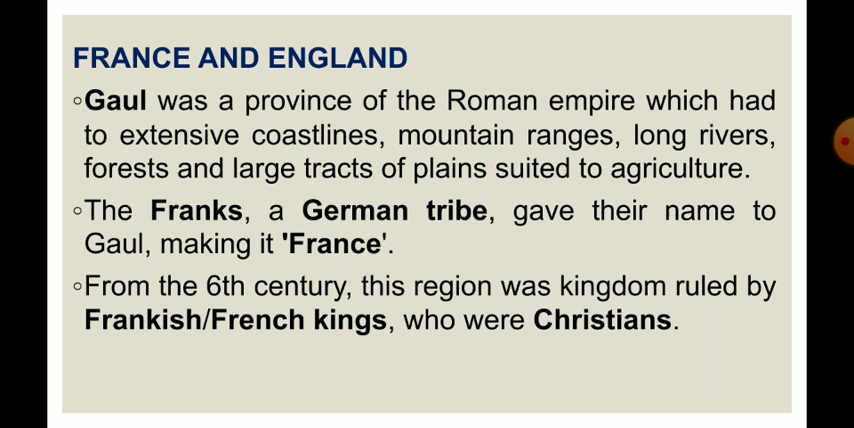 FRANCE AND ENGLAND
◦Gaul was a province of the Roman empire which had
to extensive coastlines, mountain ranges, long rivers,
forests and large tracts of plains suited to agriculture.
◦The Franks, a German tribe, gave their name to
Gaul, making it 'France'.
◦From the 6th century, this region was kingdom ruled by
Frankish/French kings, who were Christians.